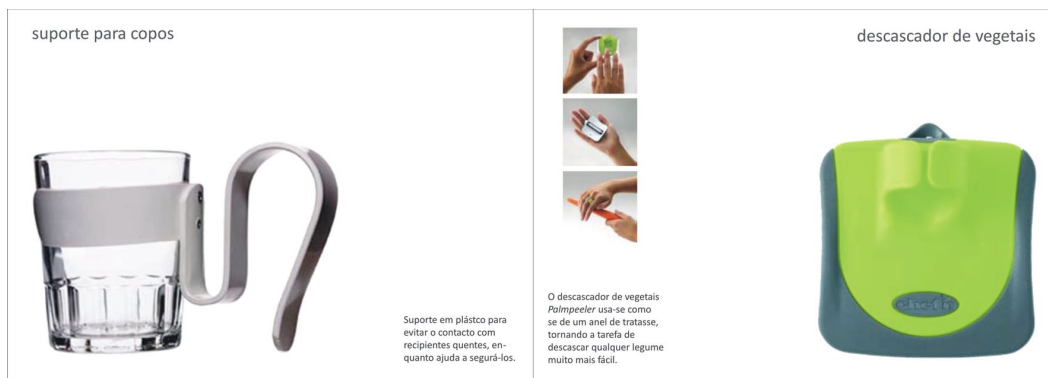 suporte para copos
Suporte em plástco para
evitar o contacto com
recipientes quentes, en-
quanto ajuda a segurá-los.
descascador de vegetais
O descascador de vegetais
Palmpeeler usa-se como
se de um anel de tratasse,
tornando a tarefa de
descascar qualquer legume
muito mais fácil.
chef'n